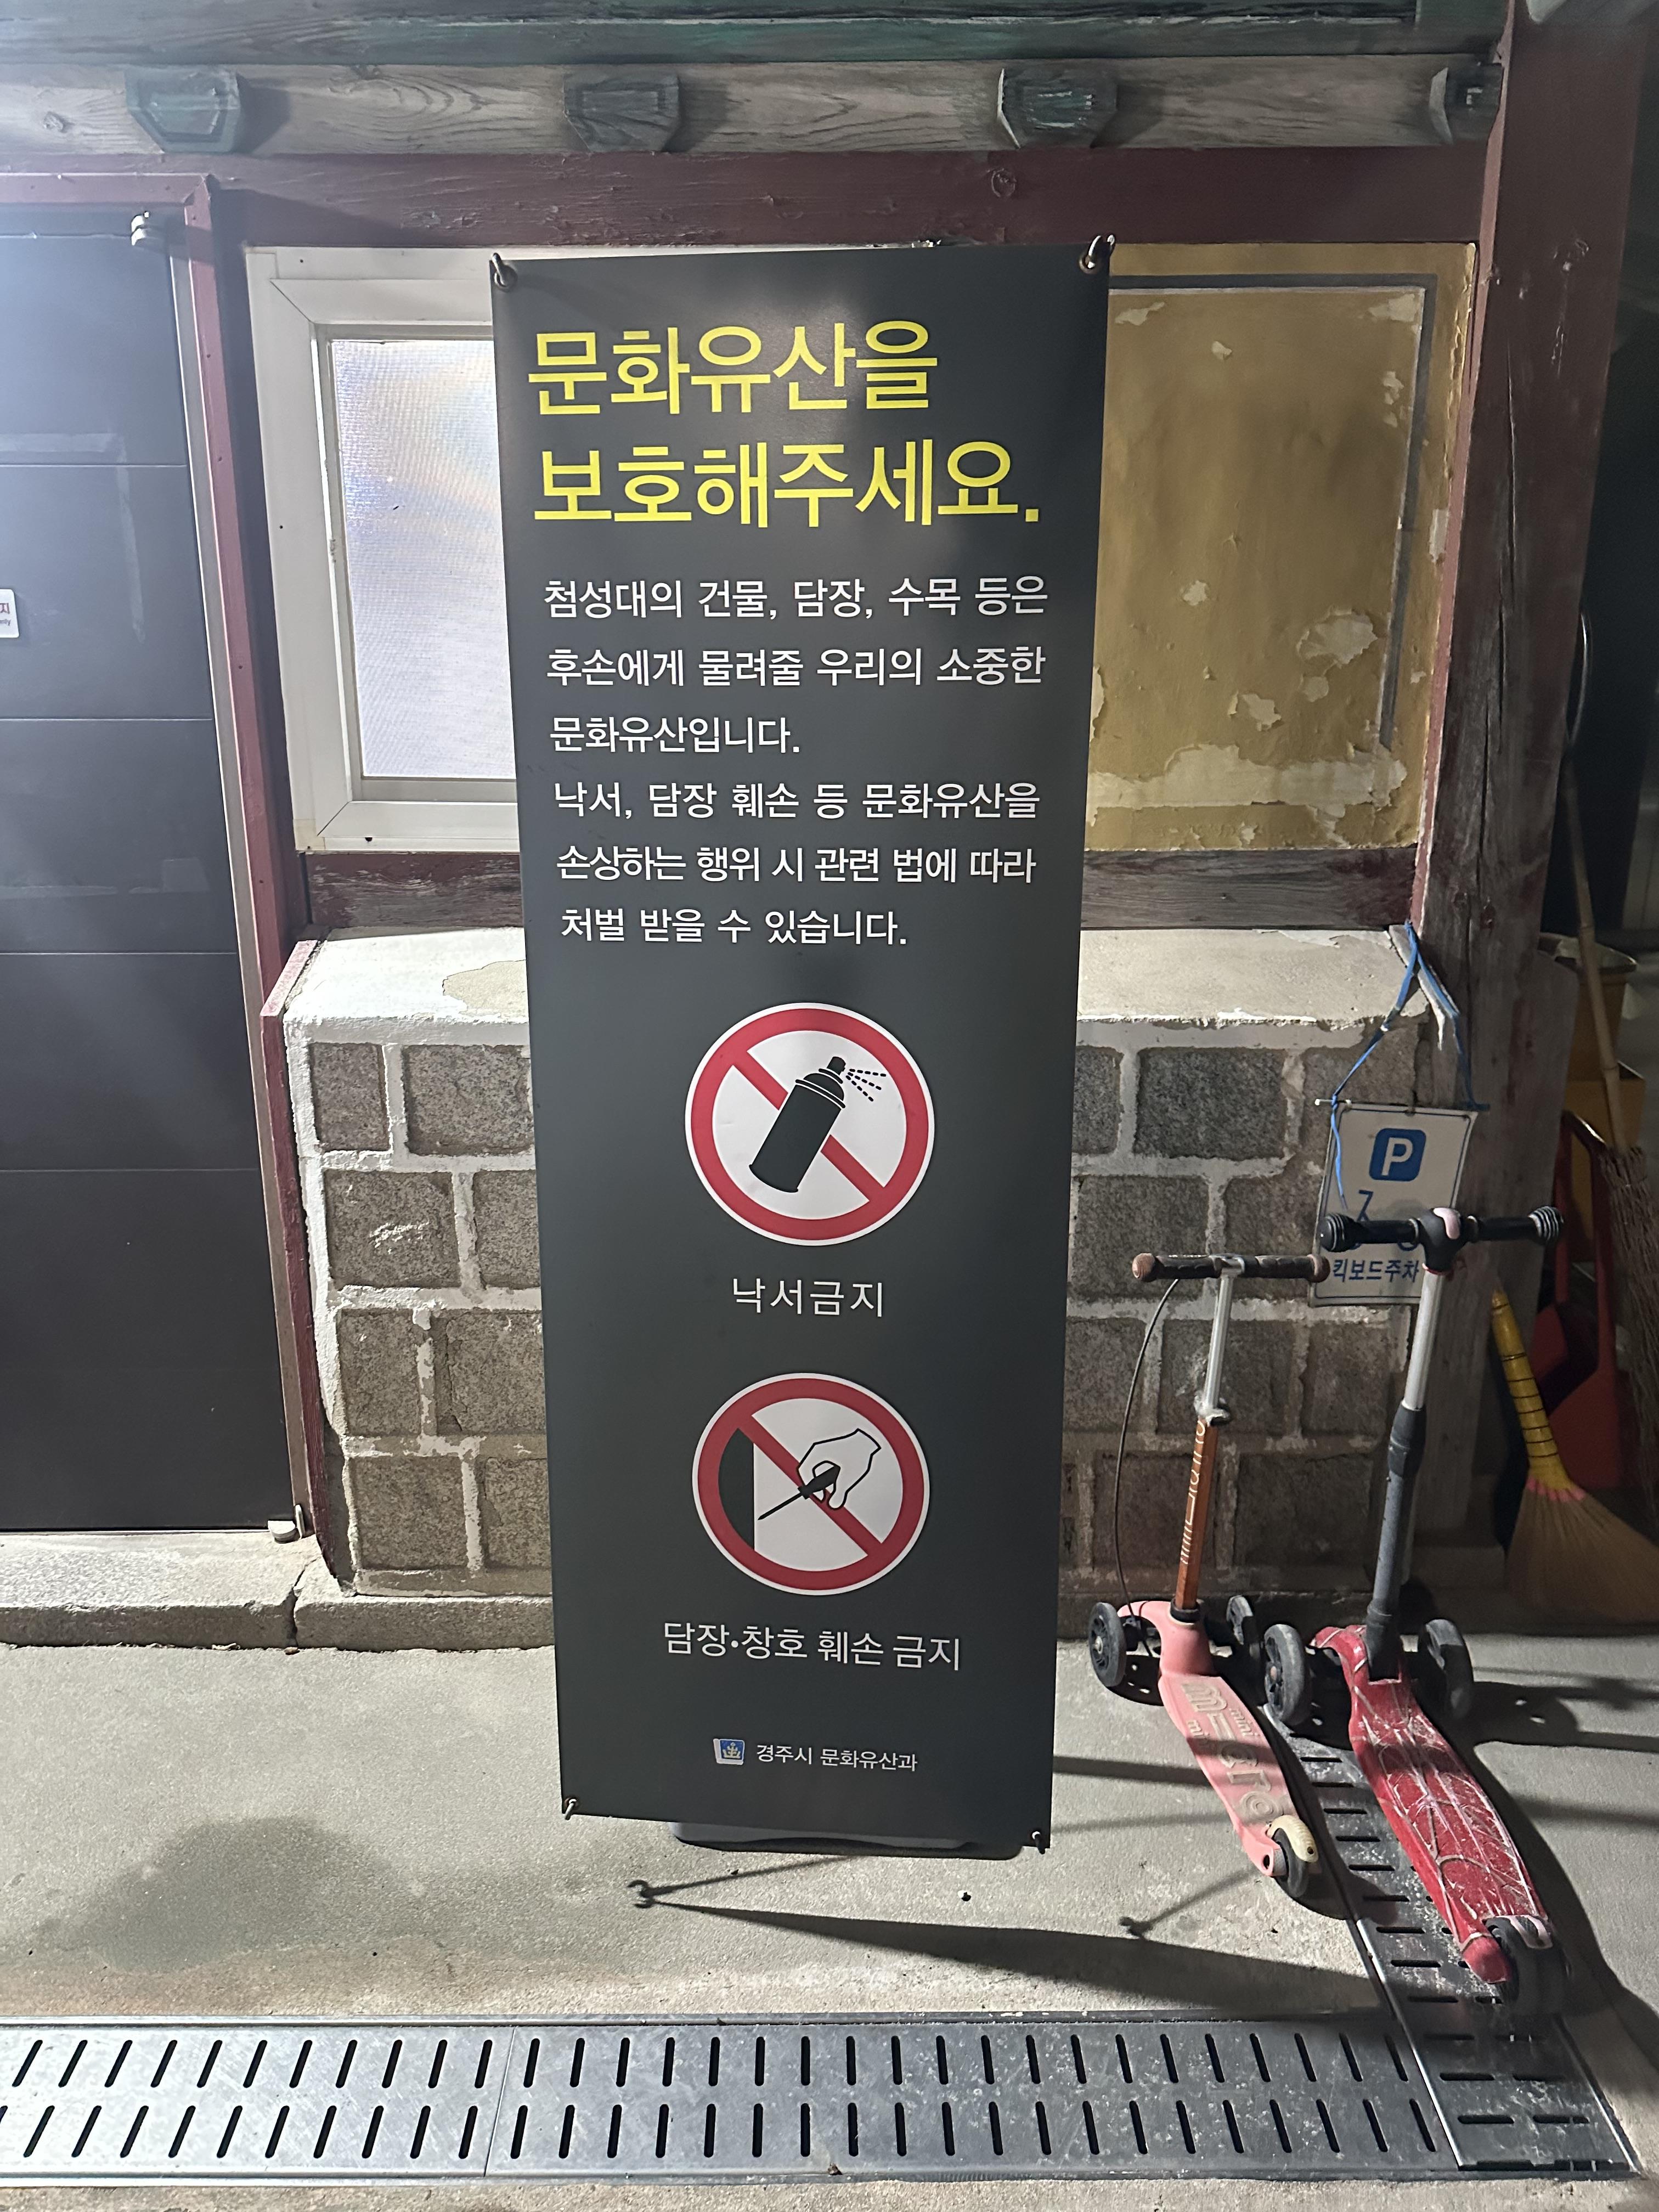 문화유산을
보호해주세요.
첨성대의 건물, 담장, 수목 등은
후손에게 물려줄 우리의 소중한
문화유산입니다.
낙서, 담장 훼손 등 문화유산을
손상하는 행위 시 관련 법에 따라
처벌 받을 수 있습니다.
낙서금지
담장·창호 훼손 금지
경주시 문화유산과
P
킥보드주차
mini
micro